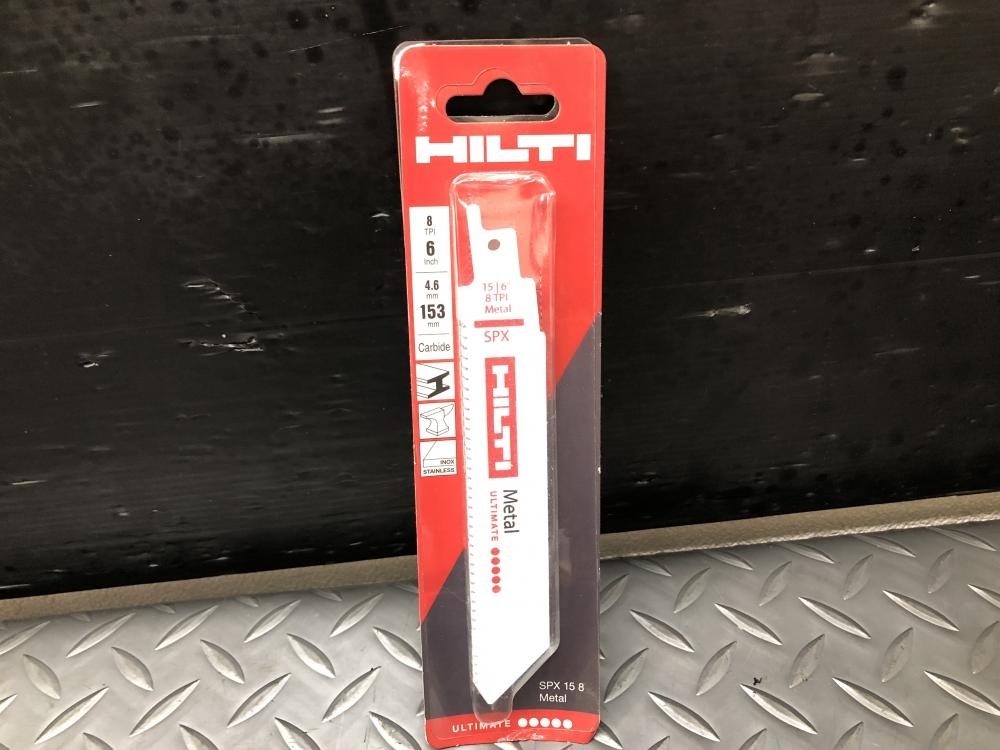 HILTI
8
TPI
6
Inch
4.6
mm
153
mm
Carbide
INOX
STAINLESS
15 | 6"
8 TPI
Metal
SPX
HILTI
Metal
ULTIMATE
SPX 15 8
Metal
ULTIMATE